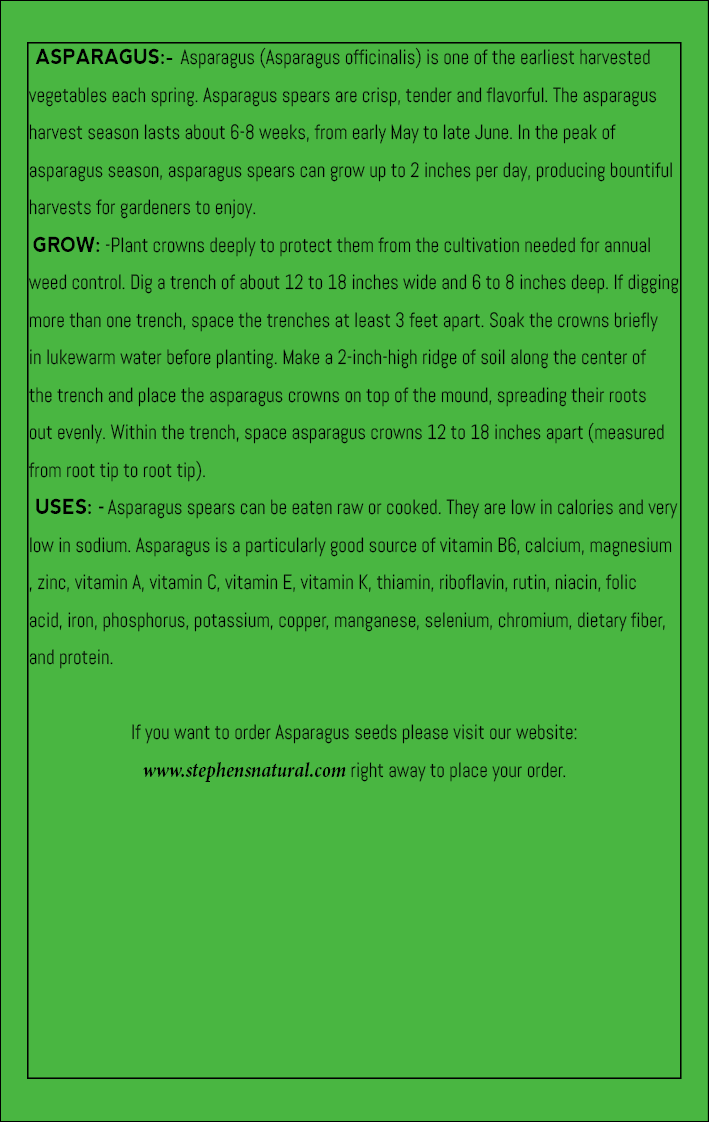 ASPARAGUS:- Asparagus (Asparagus officinalis) is one of the earliest harvested
vegetables each spring. Asparagus spears are crisp, tender and flavorful. The asparagus
harvest season lasts about 6-8 weeks, from early May to late June. In the peak of
asparagus season, asparagus spears can grow up to 2 inches per day, producing bountiful
harvests for gardeners to enjoy.
GROW: -Plant crowns deeply to protect them from the cultivation needed for annual
weed control. Dig a trench of about 12 to 18 inches wide and 6 to 8 inches deep. If digging
more than one trench, space the trenches at least 3 feet apart. Soak the crowns briefly
in lukewarm water before planting. Make a 2-inch-high ridge of soil along the center of
the trench and place the asparagus crowns on top of the mound, spreading their roots
out evenly. Within the trench, space asparagus crowns 12 to 18 inches apart (measured
from root tip to root tip).
USES: - Asparagus spears can be eaten raw or cooked. They are low in calories and very
low in sodium. Asparagus is a particularly good source of vitamin B6, calcium, magnesium
, zinc, vitamin A, vitamin C, vitamin E, vitamin K, thiamin, riboflavin, rutin, niacin, folic
acid, iron, phosphorus, potassium, copper, manganese, selenium, chromium, dietary fiber,
and protein.
If you want to order Asparagus seeds please visit our website:
www.stephensnatural.com right away to place your order.